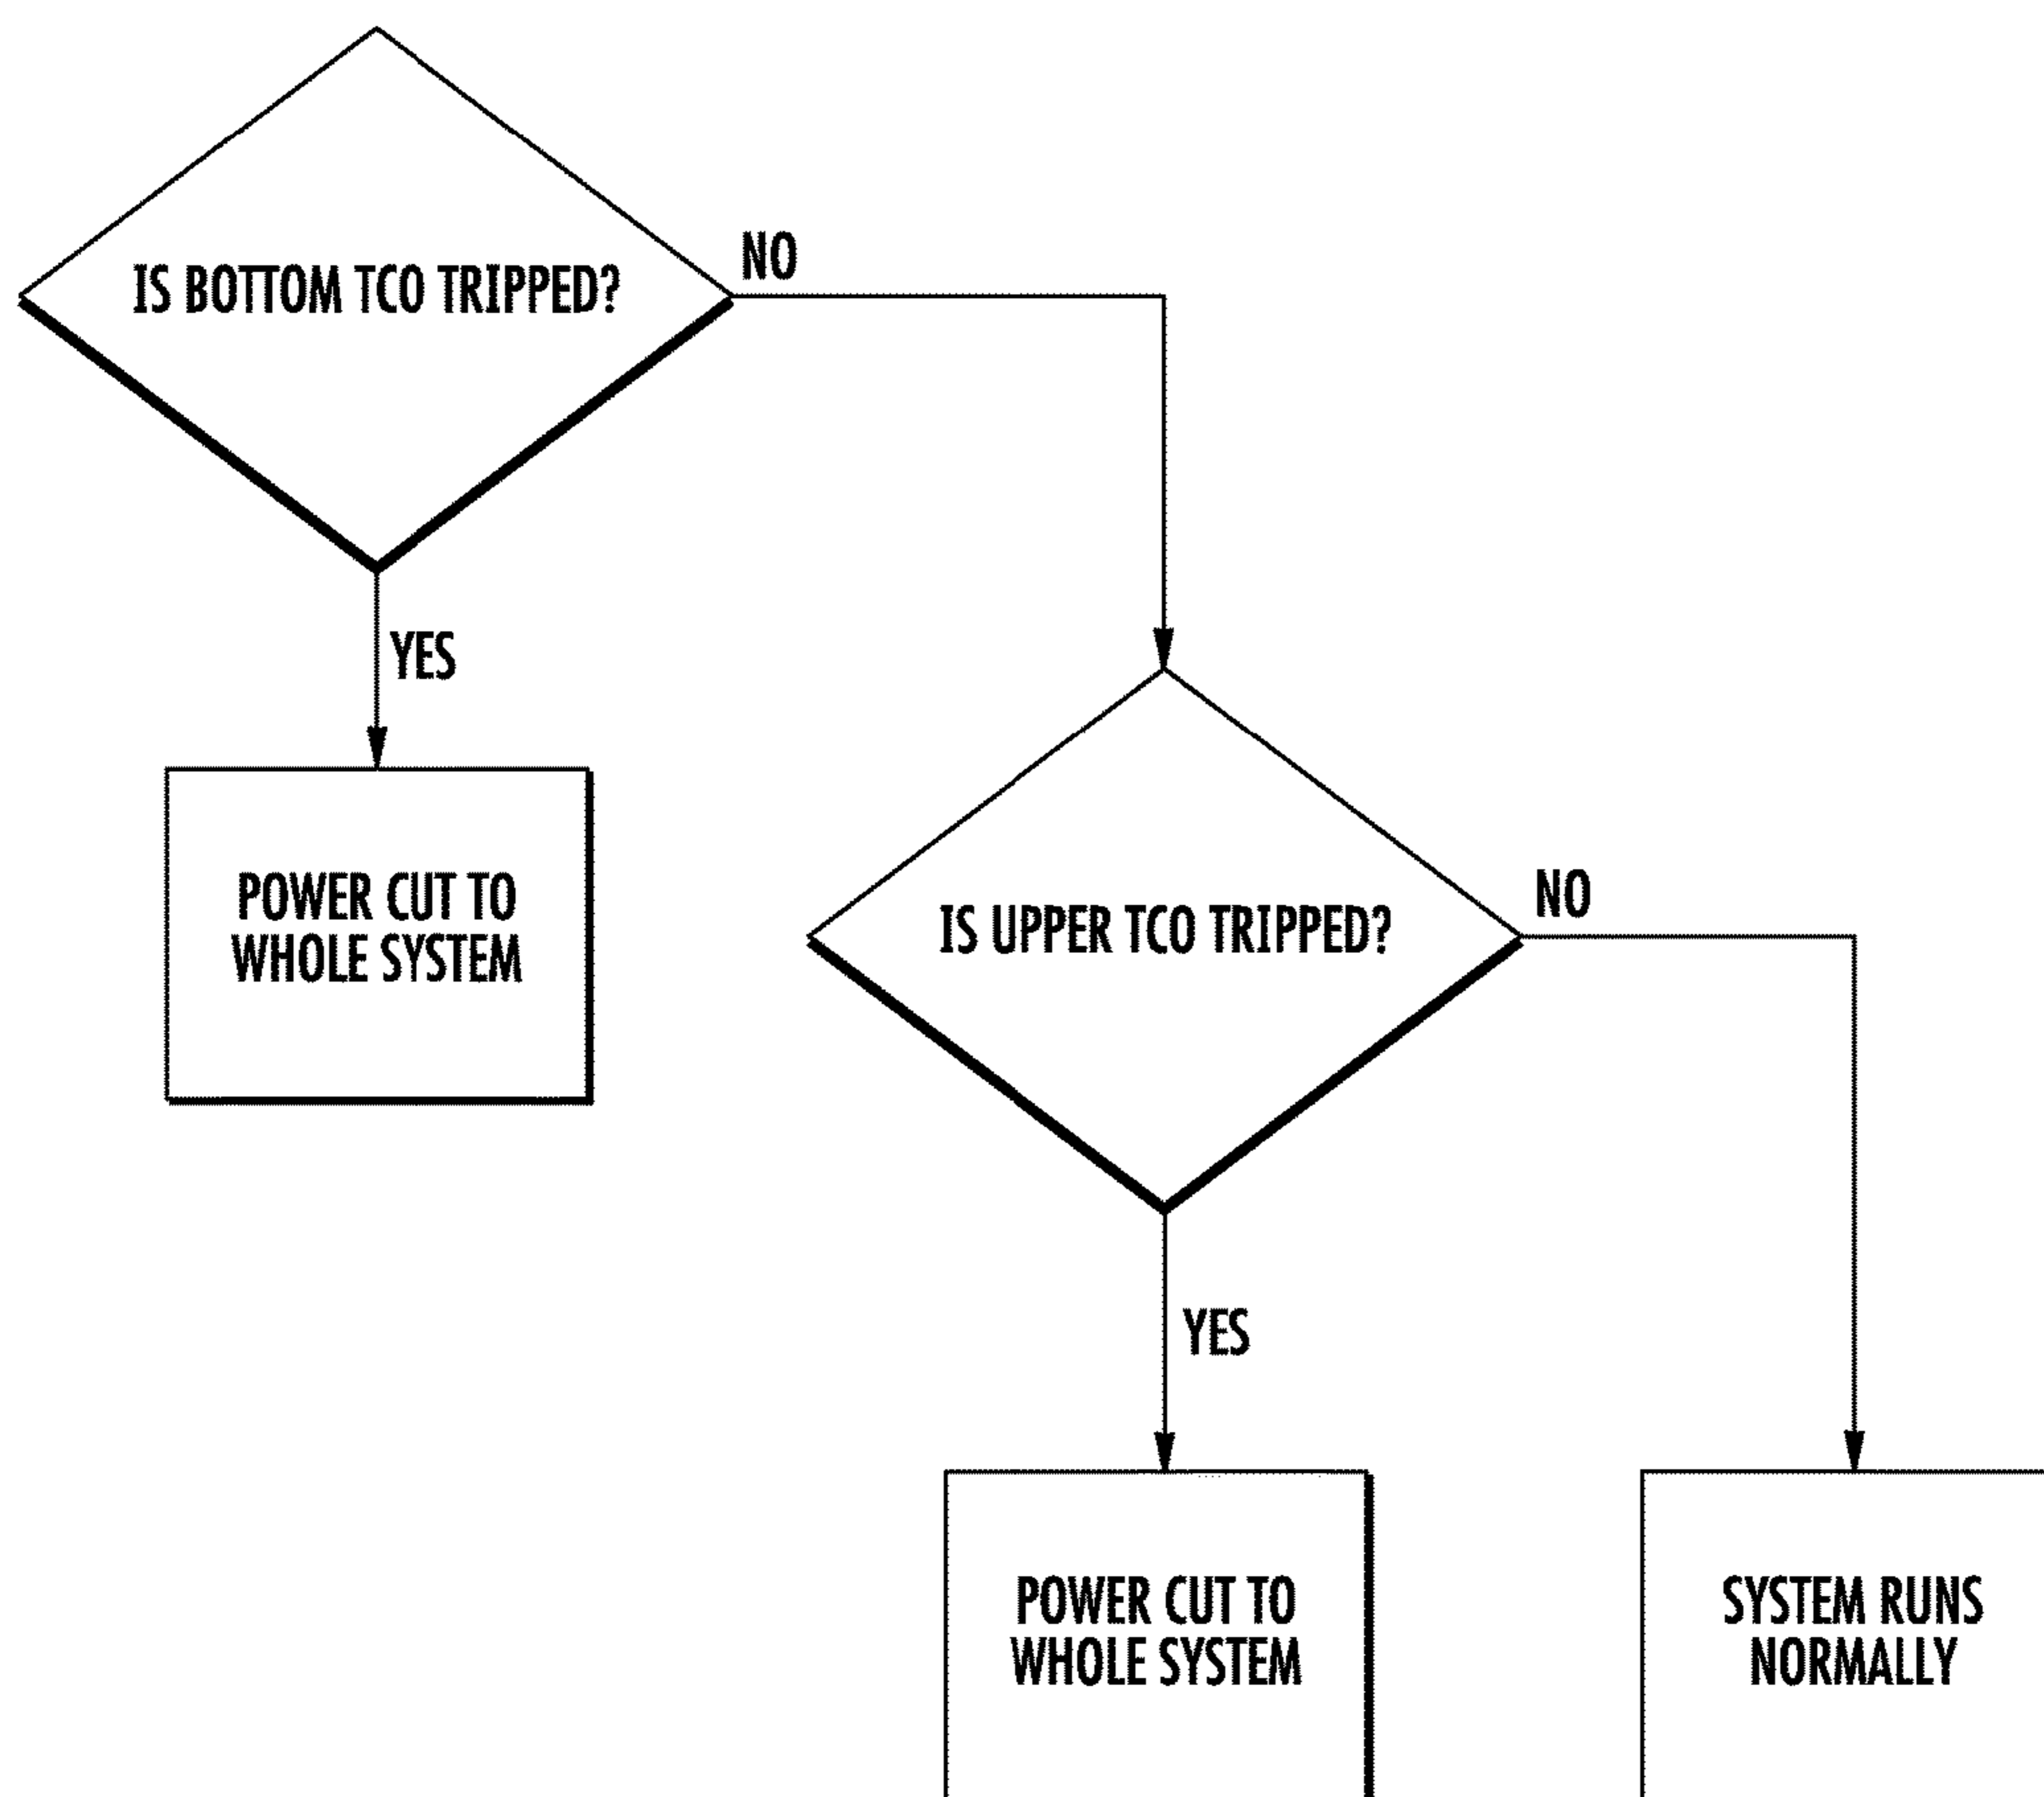 IS BOTTOM TCO TRIPPED?
NO
YES
POWER CUT TO
WHOLE SYSTEM
IS UPPER TCO TRIPPED?
NO
YES
POWER CUT TO
WHOLE SYSTEM
SYSTEM RUNS
NORMALLY